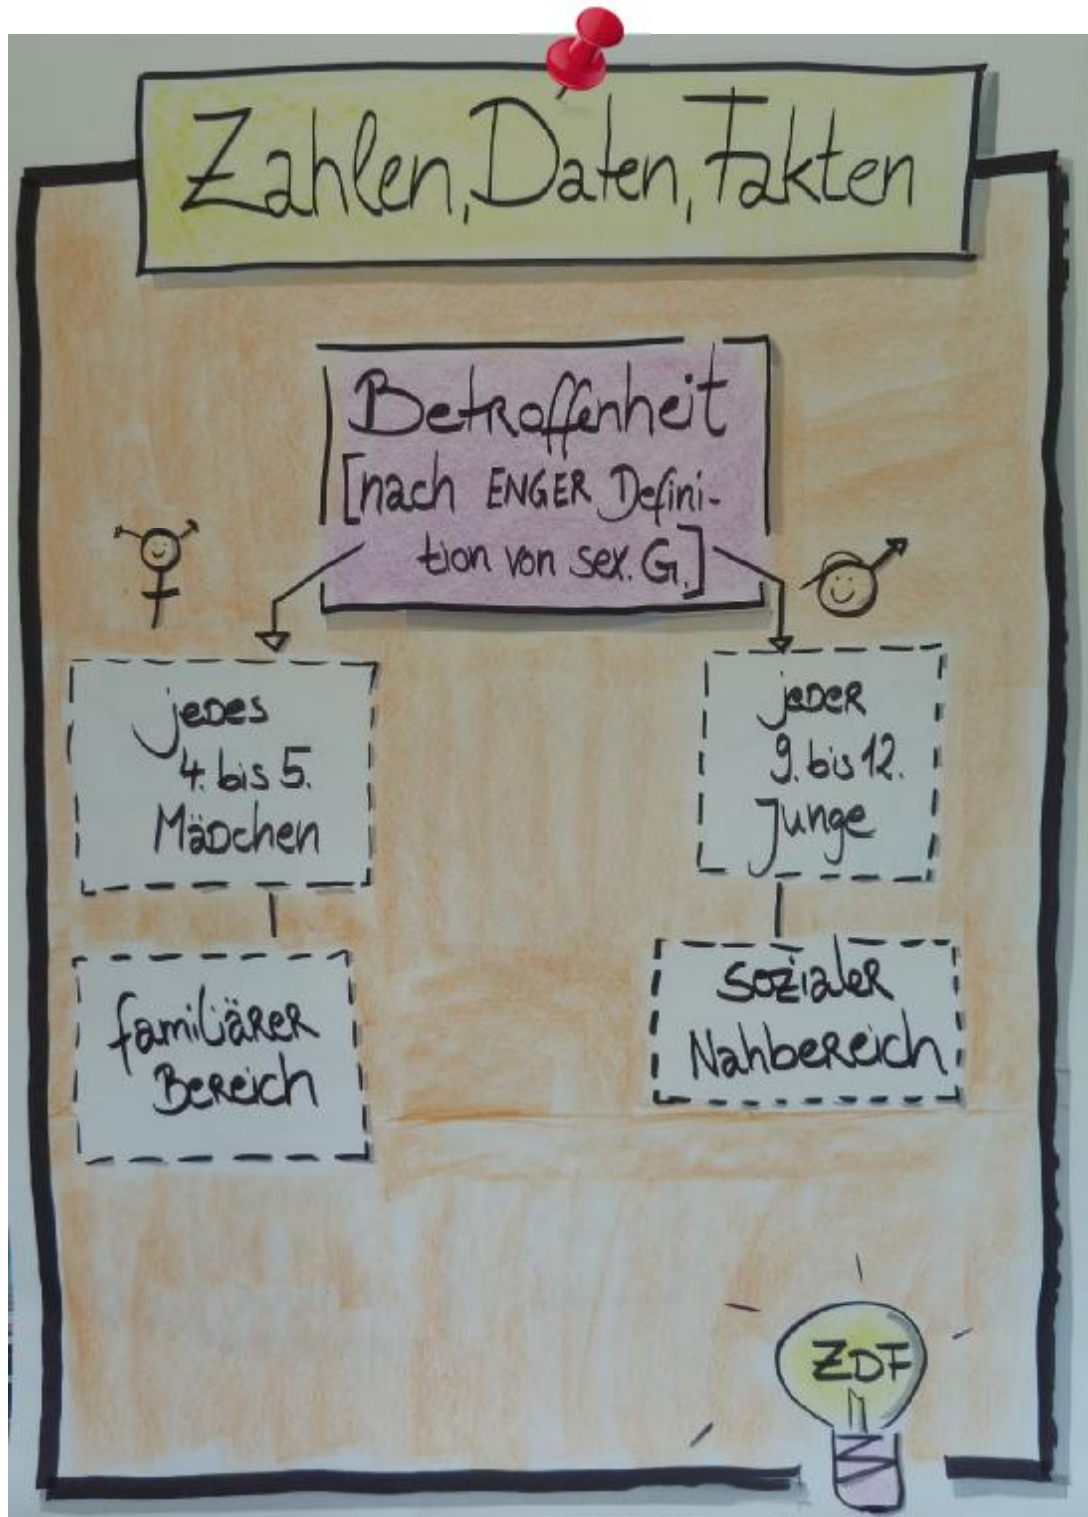 Zahlen, Daten, Fakten
Betroffenheit
[nach ENGER Defini-
tion von sex. G.]
jedes
4. bis 5.
Mädchen
jeder
9. bis 12.
Junge
familiärer
Bereich
sozialer
Nahbereich
ZDF